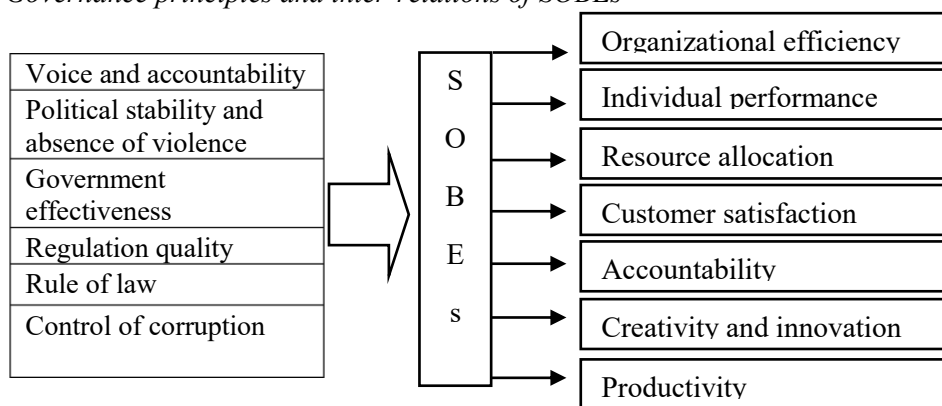 Governance principles and inter-relations of SOBEs
Voice and accountability
Political stability and
absence of violence
Government
effectiveness
Regulation quality
Rule of law
Control of corruption
S
O
B
E
s
Organizational efficiency
Individual performance
Resource allocation
Customer satisfaction
Accountability
Creativity and innovation
Productivity